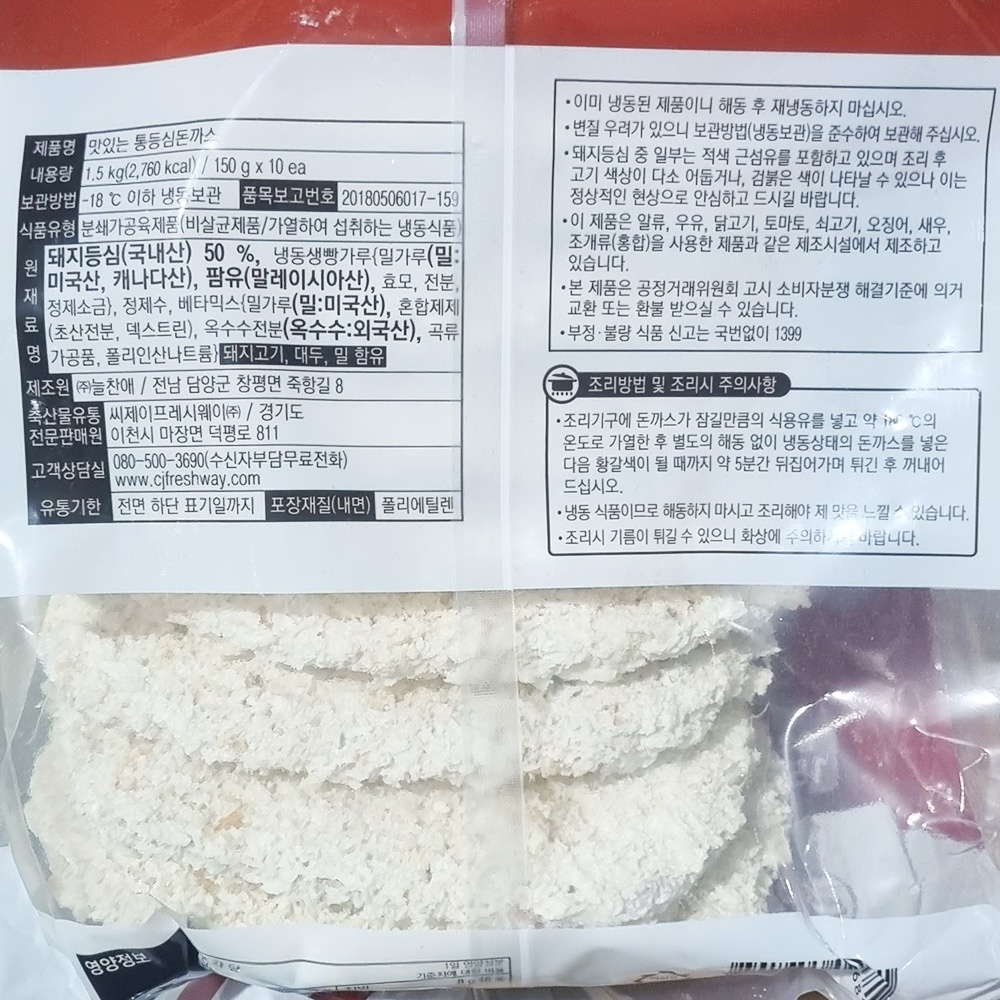 제품명 맛있는 통등심돈까스
내용량 1.5 kg(2,760 kcal) / 150 g x 10 ea
보관방법 -18 ℃ 이하 냉동보관 품목보고번호 20180506017-159
식품유형 분쇄가공육제품(비살균제품/가열하여 섭취하는 냉동식품)
원재료명
돼지등심(국내산) 50 %, 냉동생빵가루{밀가루(밀:
미국산, 캐나다산), 팜유(말레이시아산), 효모, 전분,
정제소금}, 정제수, 베타믹스{밀가루(밀:미국산), 혼합제제
(초산전분, 덱스트린), 옥수수전분(옥수수:외국산), 곡류
가공품, 폴리인산나트륨} 돼지고기, 대두, 밀 함유
제조원 ㈜늘찬애 / 전남 담양군 창평면 죽향길 8
축산물유통 씨제이프레시웨이㈜ / 경기도
전문판매원 이천시 마장면 덕평로 811
고객상담실 080-500-3690(수신자부담무료전화)
www.cjfreshway.com
유통기한 전면 하단 표기일까지 포장재질(내면) 폴리에틸렌
•이미 냉동된 제품이니 해동 후 재냉동하지 마십시오.
•변질 우려가 있으니 보관방법(냉동보관)을 준수하여 보관해 주십시오.
•돼지등심 중 일부는 적색 근섬유를 포함하고 있으며 조리 후
고기 색상이 다소 어둡거나, 검붉은 색이 나타날 수 있으나 이는
정상적인 현상으로 안심하고 드시길 바랍니다.
•이 제품은 알류, 우유, 닭고기, 토마토, 쇠고기, 오징어, 새우,
조개류(홍합)을 사용한 제품과 같은 제조시설에서 제조하고
있습니다.
•본 제품은 공정거래위원회 고시 소비자분쟁 해결기준에 의거
교환 또는 환불 받으실 수 있습니다.
•부정·불량 식품 신고는 국번없이 1399
조리방법 및 조리시 주의사항
•조리기구에 돈까스가 잠길만큼의 식용유를 넣고 약 180 ℃의
온도로 가열한 후 별도의 해동 없이 냉동상태의 돈까스를 넣은
다음 황갈색이 될 때까지 약 5분간 뒤집어가며 튀긴 후 꺼내어
드십시오.
•냉동 식품이므로 해동하지 마시고 조리해야 제 맛을 느낄 수 있습니다.
•조리시 기름이 튀길 수 있으니 화상에 바랍니다.
영양정보